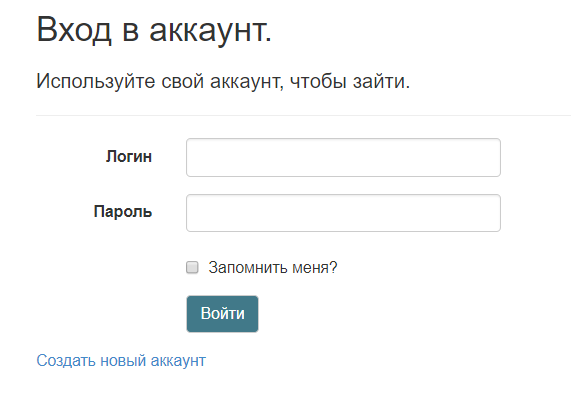 Вход в аккаунт.
Используйте свой аккаунт, чтобы зайти.
Логин
Пароль
Запомнить меня?
Войти
Создать новый аккаунт